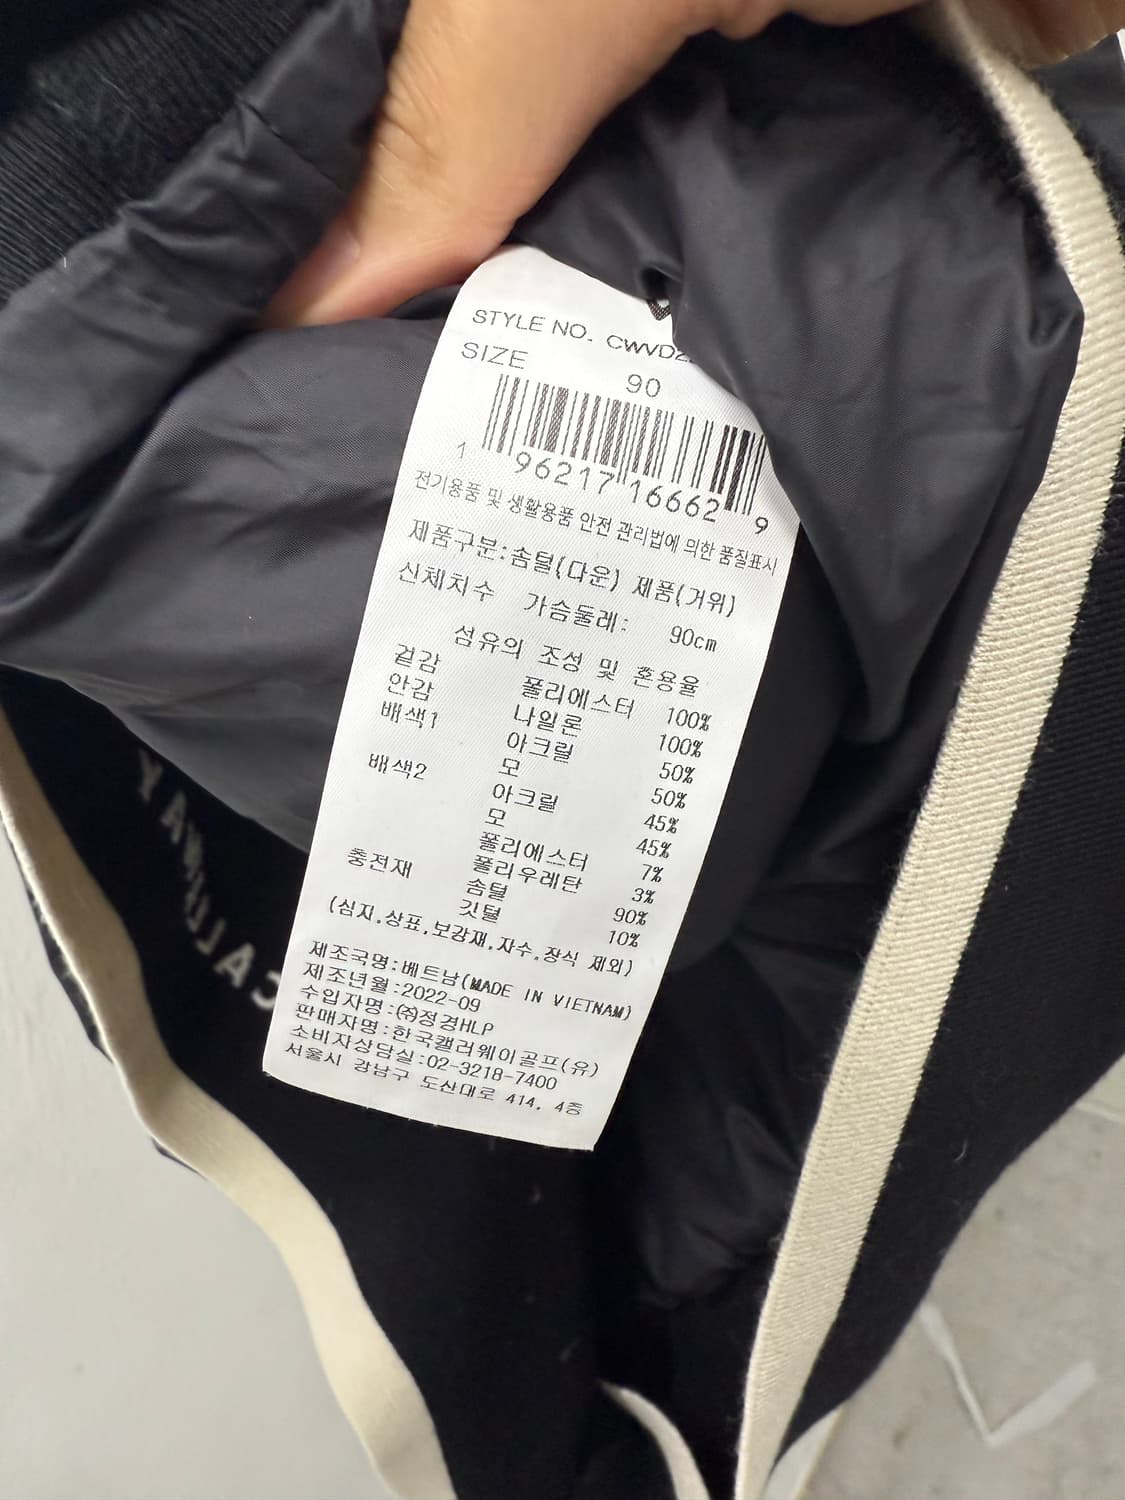 STYLE NO. CWVD2
SIZE 90
1 96217 16662 9
전기용품 및 생활용품 안전 관리법에 의한 품질표시
제품구분:솜털(다운) 제품(거위)
신체치수 가슴둘레: 90cm
섬유의 조성 및 혼용율
겉감 폴리에스터 100%
안감 나일론 100%
배색1 아크릴 50%
모 50%
배색2 아크릴 45%
모 45%
폴리에스터 7%
폴리우레탄 3%
충전재 솜털 90%
깃털 10%
(심지.상표.보강재.자수.장식 제외)
제조국명:베트남(MADE IN VIETNAM)
제조년월:2022-09
수입자명:㈜정경HLP
판매자명:한국캘러웨이골프(유)
소비자상담실:02-3218-7400
서울시 강남구 도산대로 414, 4층
CALLAWAY